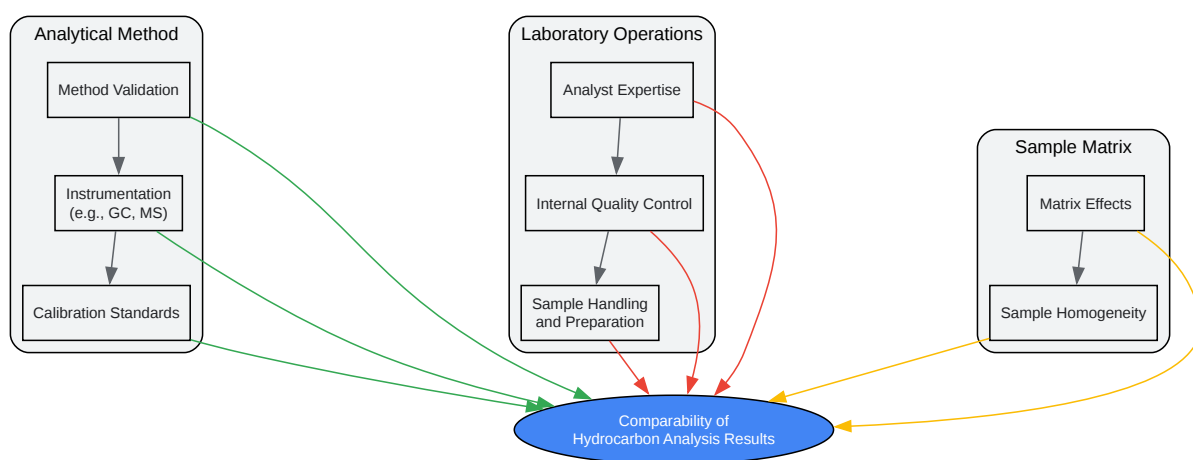 Analytical Method
Method Validation
Instrumentation
(e.g., GC, MS)
Calibration Standards
Laboratory Operations
Analyst Expertise
Internal Quality Control
Sample Handling
and Preparation
Sample Matrix
Matrix Effects
Sample Homogeneity
Comparability of
Hydrocarbon Analysis Results